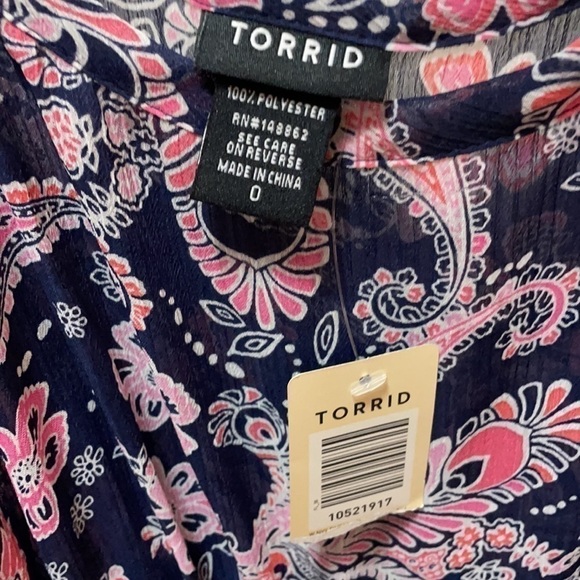 TORRID
100% POLYESTER
RN#148862
SEE CARE
ON REVERSE
MADE IN CHINA
0
TORRID
10521917